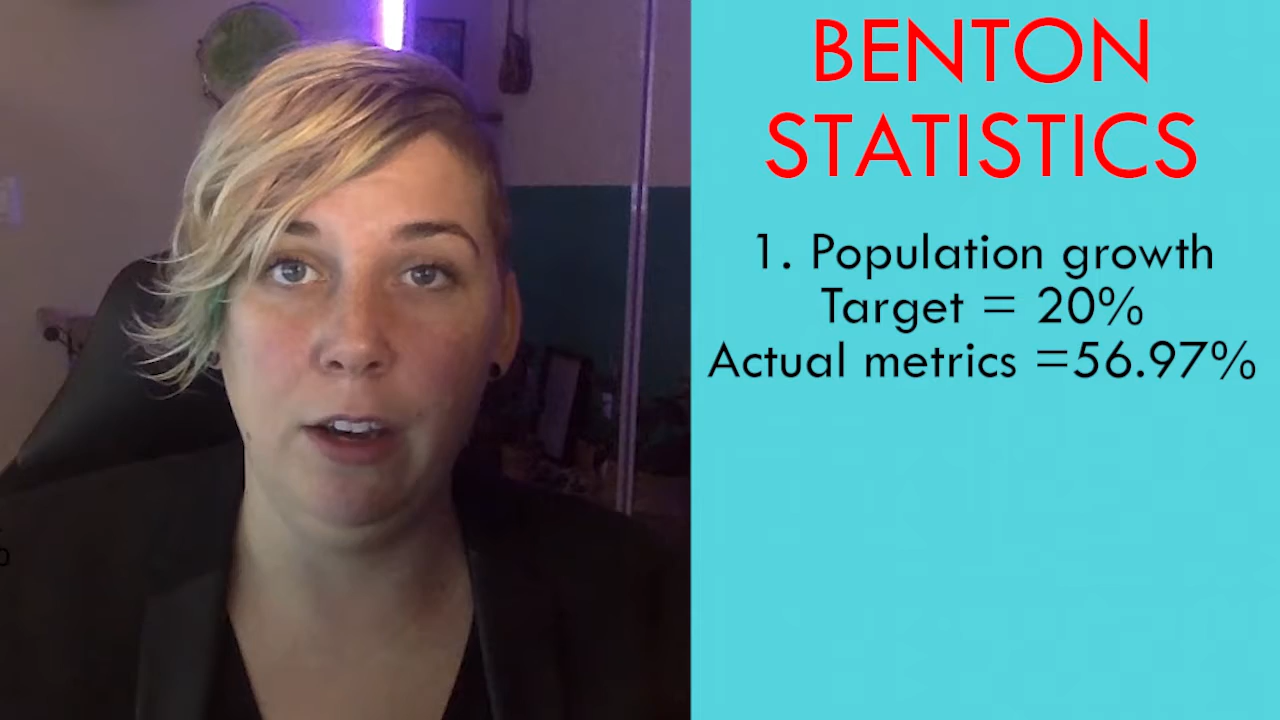 BENTON
STATISTICS
1. Population growth
Target = 20%
Actual metrics =56.97%